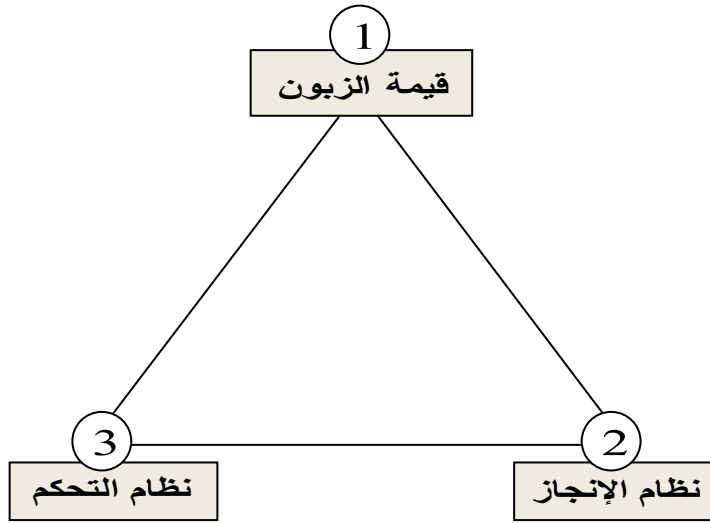 1
قيمة الزبون
3
2
نظام التحكم
نظام الإنجاز